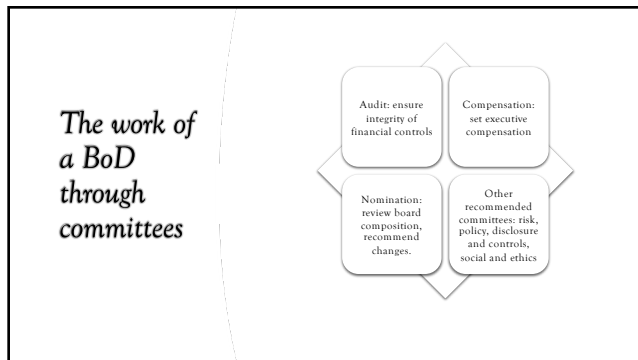 The work of
a BoD
through
committees
Audit: ensure
integrity of
financial controls
Compensation:
set executive
compensation
Nomination:
review board
composition,
recommend
changes.
Other
recommended
committees: risk,
policy, disclosure
and controls,
social and ethics